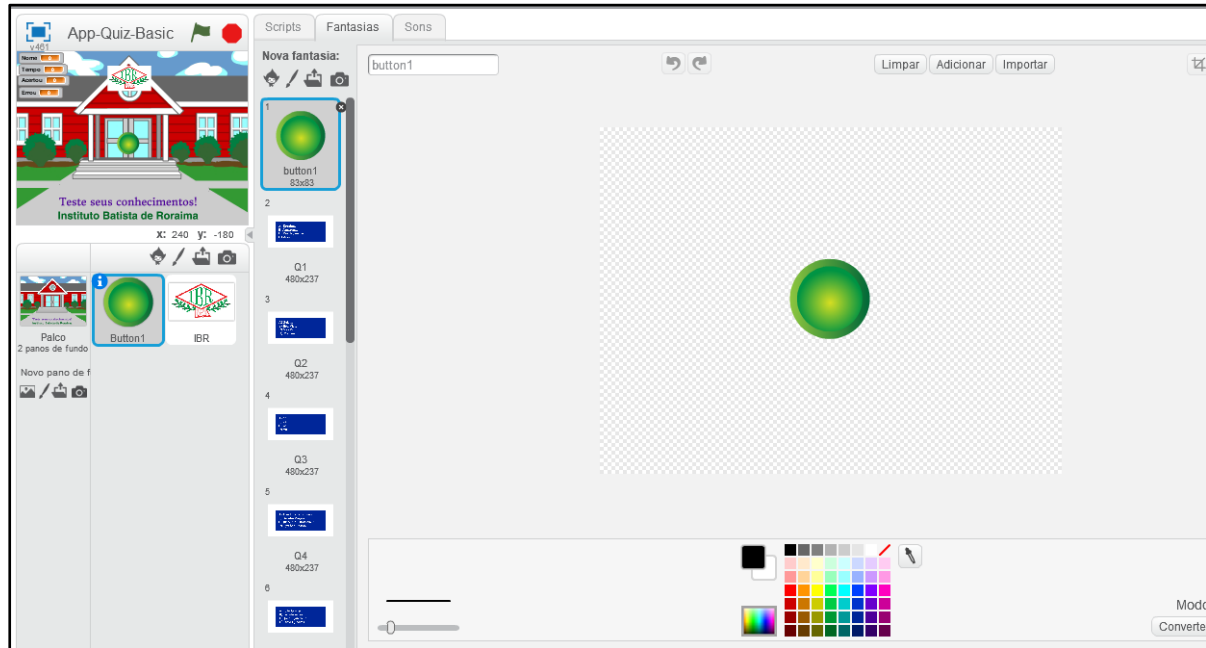 App-Quiz-Basic
v461
Nome
Tempo
Acertou
Errou
IBR
Teste seus conhecimentos!
Instituto Batista de Roraima
X: 240 Y: -180
Palco
2 panos de fundo
Novo pano de f
Button1
IBR
IBR
Scripts
Fantasias
Sons
Nova fantasia:
1
button1
83x83
2
Q1
480x237
3
Q2
480x237
4
Q3
480x237
5
Q4
480x237
6
button1
Limpar
Adicionar
Importar
Modo
Converte